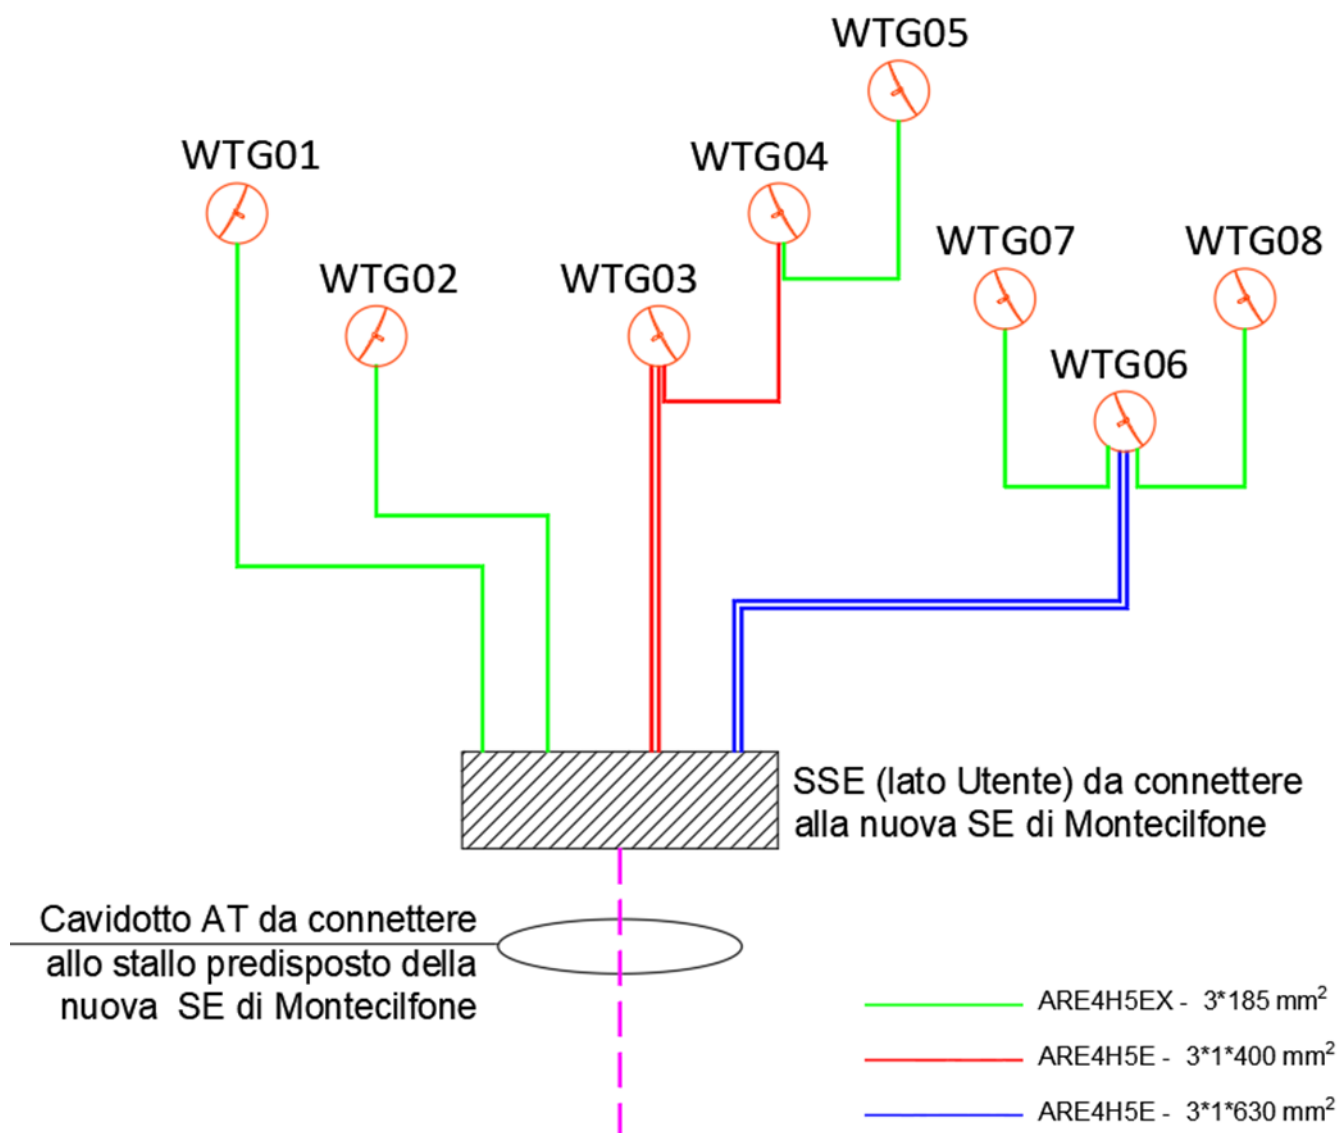 WTG05
WTG01
WTG04
WTG07
WTG08
WTG02
WTG03
WTG06
SSE (lato Utente) da connettere
alla nuova SE di Montecilfone
Cavidotto AT da connettere
allo stallo predisposto della
nuova SE di Montecilfone
ARE4H5EX - 3*185 mm²
ARE4H5E - 3*1*400 mm²
ARE4H5E - 3*1*630 mm²